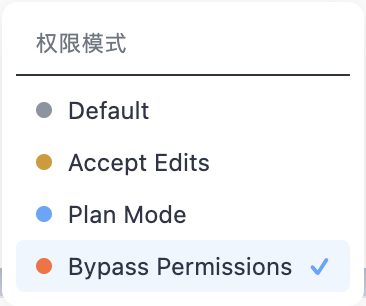 权限模式
Default
Accept Edits
Plan Mode
Bypass Permissions